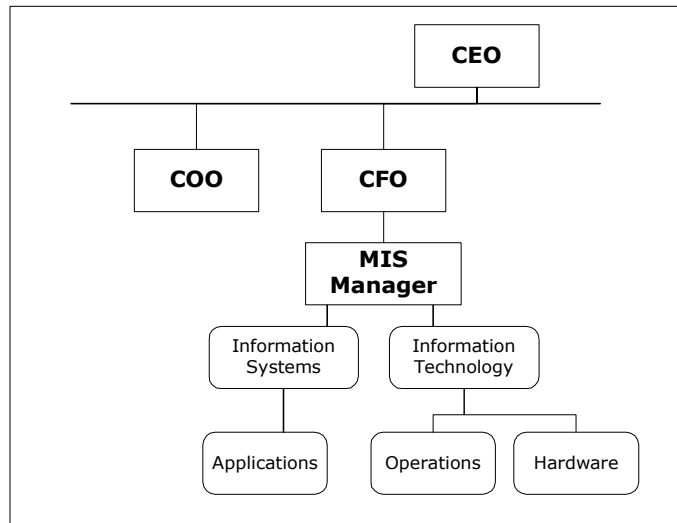 CEO
COO
CFO
MIS
Manager
Information
Systems
Information
Technology
Applications
Operations
Hardware